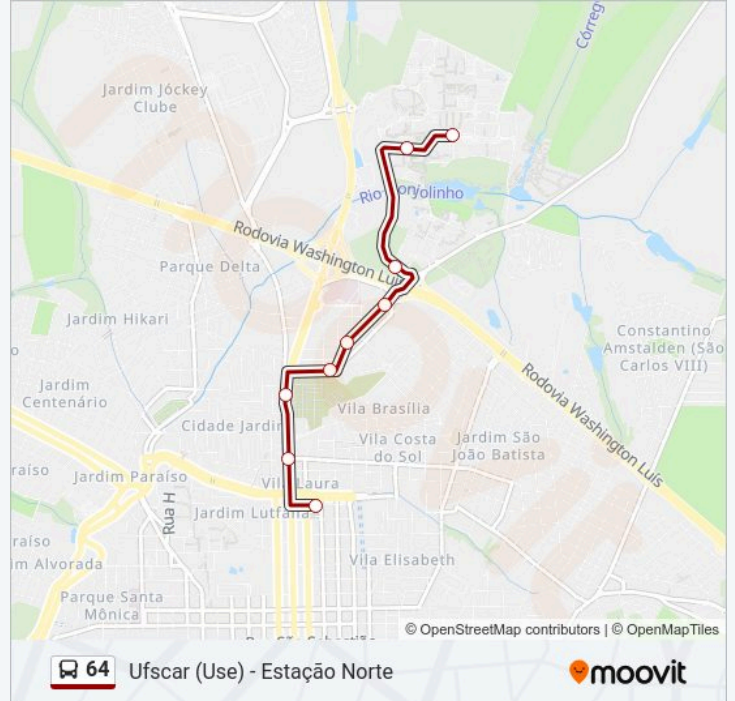 Córreg
Jardim Jóckey
Clube
Rio Monjolinho
Rodovia Washington Luís
Parque Delta
Jardim Hikari
Constantino
Amstalden (São
Carlos VIII)
o
Jardim
Centenário
Rodovia Washington Luís
Vila Brasília
Cidade Jardim
Vila Costa
do Sol
Jardim São
João Batista
raíso
Jardim Paraíso
Vila Laura
Rua H
Jardim Lutfalla
raíso
im Alvorada
Vila Elisabeth
Parque Santa
Mônica
© OpenStreetMap contributors | © OpenMapTiles
64 Ufscar (Use) - Estação Norte
moovit